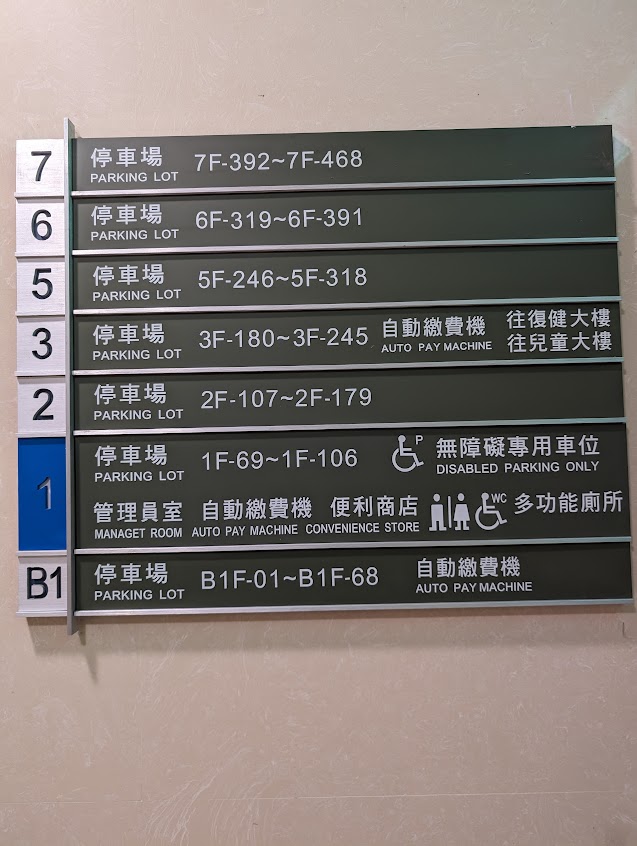 7 停車場 7F-392~7F-468
PARKING LOT
6 停車場 6F-319~6F-391
PARKING LOT
5 停車場 5F-246~5F-318
PARKING LOT
3 停車場 3F-180~3F-245 自動繳費機 往復健大樓
PARKING LOT AUTO PAY MACHINE 往兒童大樓
2 停車場 2F-107~2F-179
PARKING LOT
1 停車場 1F-69~1F-106 P 無障礙專用車位
PARKING LOT DISABLED PARKING ONLY
管理員室 自動繳費機 便利商店 WC 多功能廁所
MANAGET ROOM AUTO PAY MACHINE CONVENIENCE STORE
B1 停車場 B1F-01~B1F-68 自動繳費機
PARKING LOT AUTO PAY MACHINE